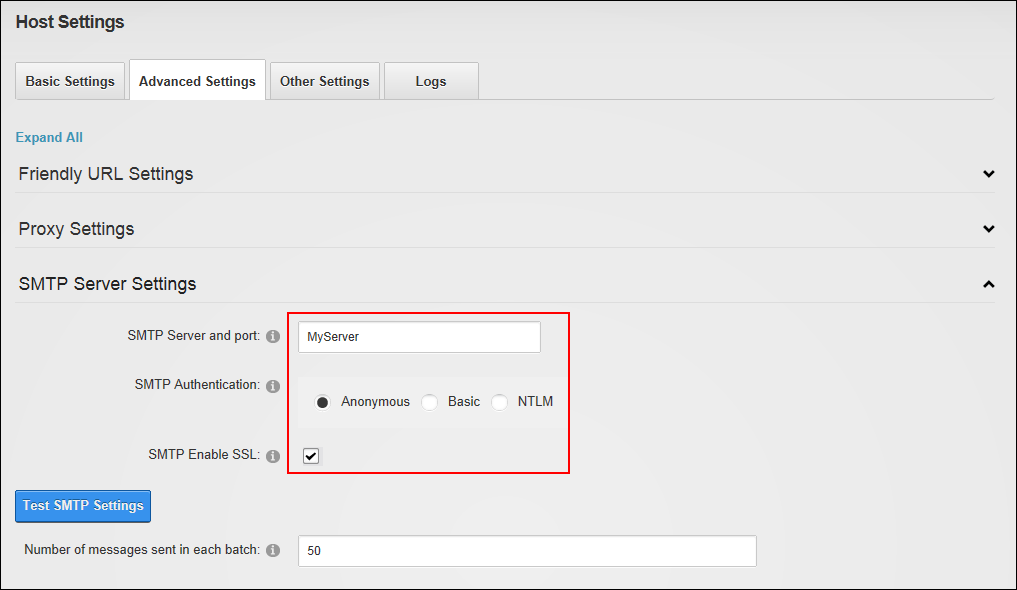 Host Settings
Basic Settings Advanced Settings Other Settings Logs
Expand All
Friendly URL Settings
Proxy Settings
SMTP Server Settings
SMTP Server and port: MyServer
SMTP Authentication: Anonymous Basic NTLM
SMTP Enable SSL:
Test SMTP Settings
Number of messages sent in each batch: 50